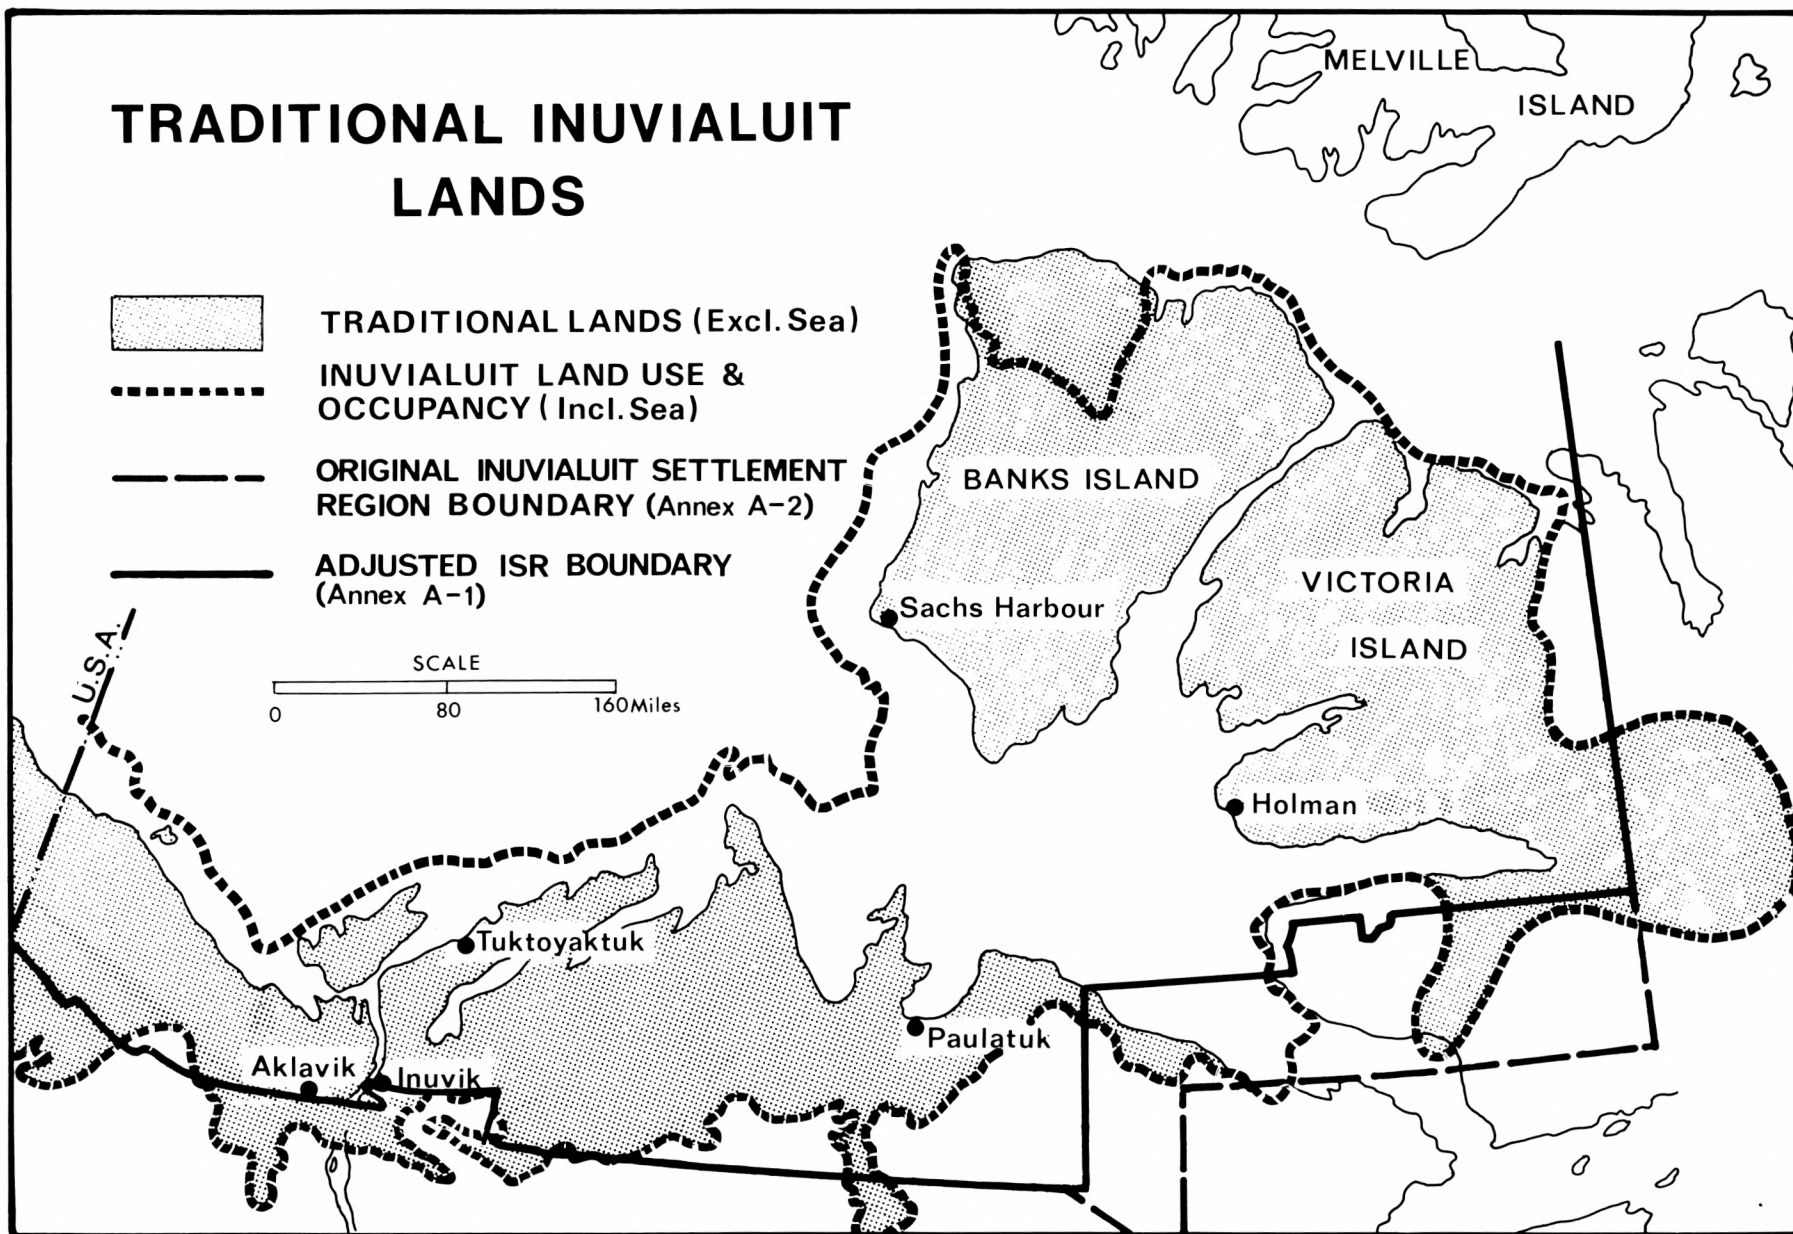 TRADITIONAL INUVIALUIT
LANDS
TRADITIONAL LANDS (Excl. Sea)
INUVIALUIT LAND USE &
OCCUPANCY (Incl. Sea)
ORIGINAL INUVIALUIT SETTLEMENT
REGION BOUNDARY (Annex A-2)
ADJUSTED ISR BOUNDARY
(Annex A-1)
SCALE
0 80 160 Miles
U.S.A.
MELVILLE
ISLAND
BANKS ISLAND
Sachs Harbour
VICTORIA
ISLAND
Holman
Tuktoyaktuk
Paulatuk
Aklavik
Inuvik